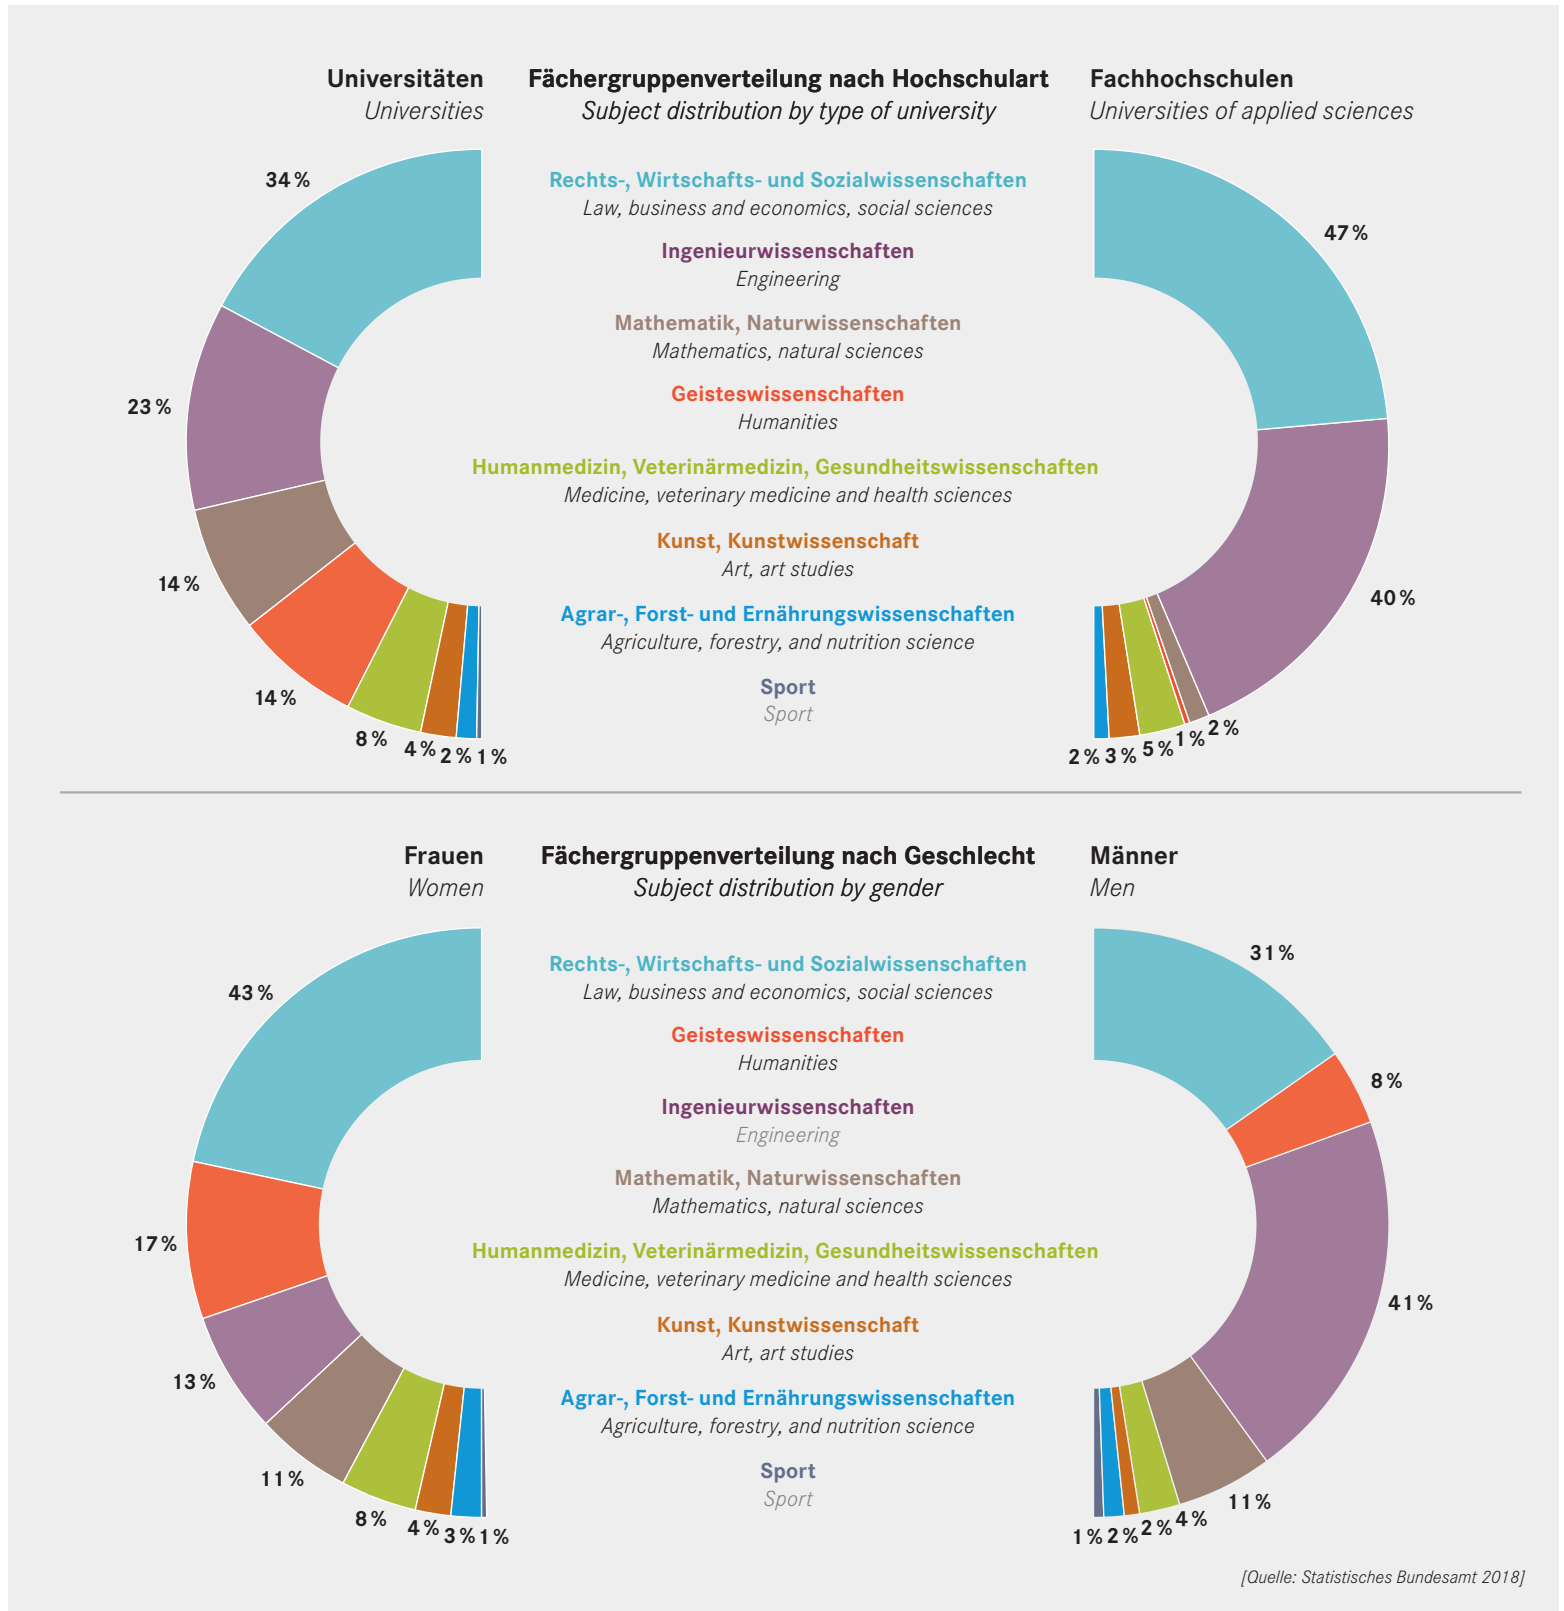 Universitäten
Universities
Fächergruppenverteilung nach Hochschulart
Subject distribution by type of university
Fachhochschulen
Universities of applied sciences
34 %
23 %
14 %
14 %
8 %
4 %
2 %
1 %
Rechts-, Wirtschafts- und Sozialwissenschaften
Law, business and economics, social sciences
Ingenieurwissenschaften
Engineering
Mathematik, Naturwissenschaften
Mathematics, natural sciences
Geisteswissenschaften
Humanities
Humanmedizin, Veterinärmedizin, Gesundheitswissenschaften
Medicine, veterinary medicine and health sciences
Kunst, Kunstwissenschaft
Art, art studies
Agrar-, Forst- und Ernährungswissenschaften
Agriculture, forestry, and nutrition science
Sport
Sport
47 %
40 %
2 %
1 %
5 %
3 %
2 %
Frauen
Women
Fächergruppenverteilung nach Geschlecht
Subject distribution by gender
Männer
Men
43 %
17 %
13 %
11 %
8 %
4 %
3 %
1 %
Rechts-, Wirtschafts- und Sozialwissenschaften
Law, business and economics, social sciences
Geisteswissenschaften
Humanities
Ingenieurwissenschaften
Engineering
Mathematik, Naturwissenschaften
Mathematics, natural sciences
Humanmedizin, Veterinärmedizin, Gesundheitswissenschaften
Medicine, veterinary medicine and health sciences
Kunst, Kunstwissenschaft
Art, art studies
Agrar-, Forst- und Ernährungswissenschaften
Agriculture, forestry, and nutrition science
Sport
Sport
31 %
8 %
41 %
11 %
4 %
2 %
2 %
1 %
[Quelle: Statistisches Bundesamt 2018]